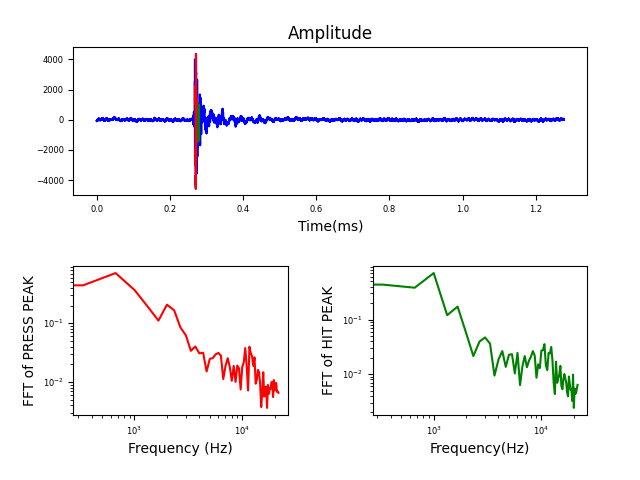 Amplitude
4000
2000
0
−2000
−4000
0.0 0.2 0.4 0.6 0.8 1.0 1.2
Time(ms)
FFT of PRESS PEAK
10⁻¹
10⁻²
10³ 10⁴
Frequency (Hz)
FFT of HIT PEAK
10⁻¹
10⁻²
10³ 10⁴
Frequency(Hz)